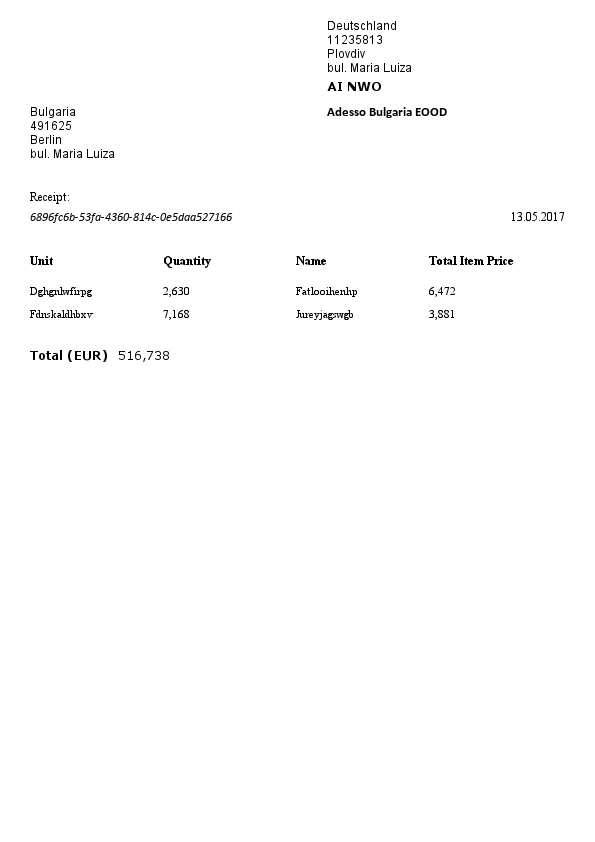 Deutschland
11235813
Plovdiv
bul. Maria Luiza
AI NWO
Adesso Bulgaria EOOD
Bulgaria
491625
Berlin
bul. Maria Luiza
Receipt:
6896fc6b-53fa-4360-814c-0e5daa527166 13.05.2017
Unit Quantity Name Total Item Price
Dghgnlwfirpg 2,630 Fatlooihenhp 6,472
Fdnskaldhbxv 7,168 Jureyjagswgb 3,881
Total (EUR) 516,738